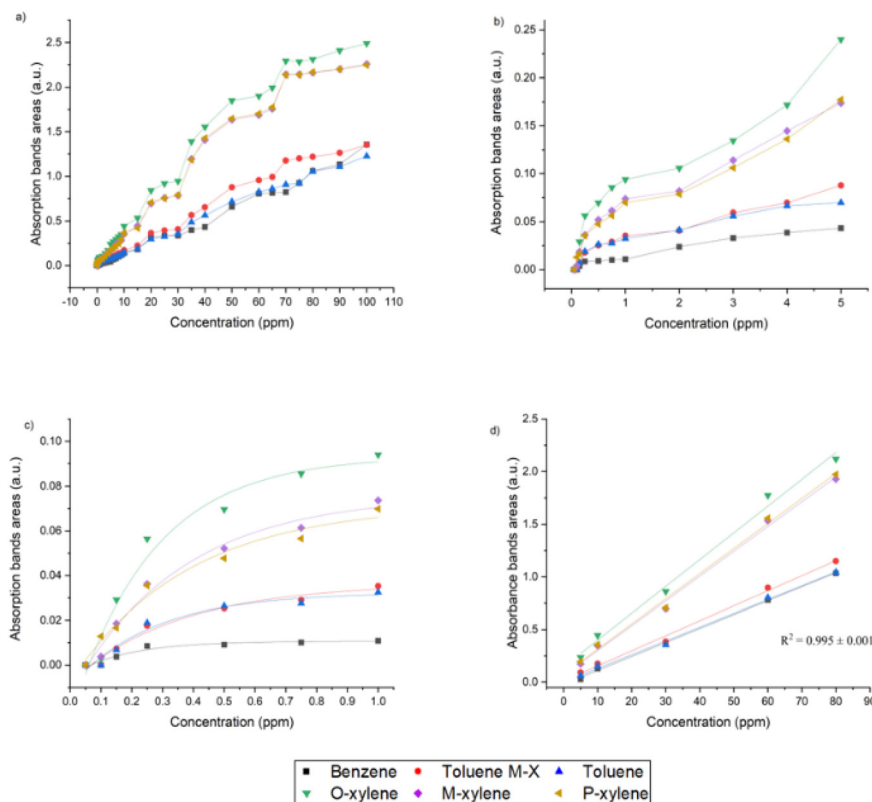 a)
Absorption bands areas (a.u.)
2.5
2.0
1.5
1.0
0.5
0.0
-10 0 10 20 30 40 50 60 70 80 90 100 110
Concentration (ppm)
b)
Absorption bands areas (a.u.)
0.25
0.20
0.15
0.10
0.05
0.00
0 1 2 3 4 5
Concentration (ppm)
c)
Absorption bands areas (a.u.)
0.10
0.08
0.06
0.04
0.02
0.00
0.0 0.1 0.2 0.3 0.4 0.5 0.6 0.7 0.8 0.9 1.0
Concentration (ppm)
d)
Absorbance bands areas (a.u.)
2.5
2.0
1.5
1.0
0.5
0.0
R² = 0.995 ± 0.001
0 10 20 30 40 50 60 70 80 90
Concentration (ppm)
Benzene Toluene M-X Toluene
O-xylene M-xylene P-xylene